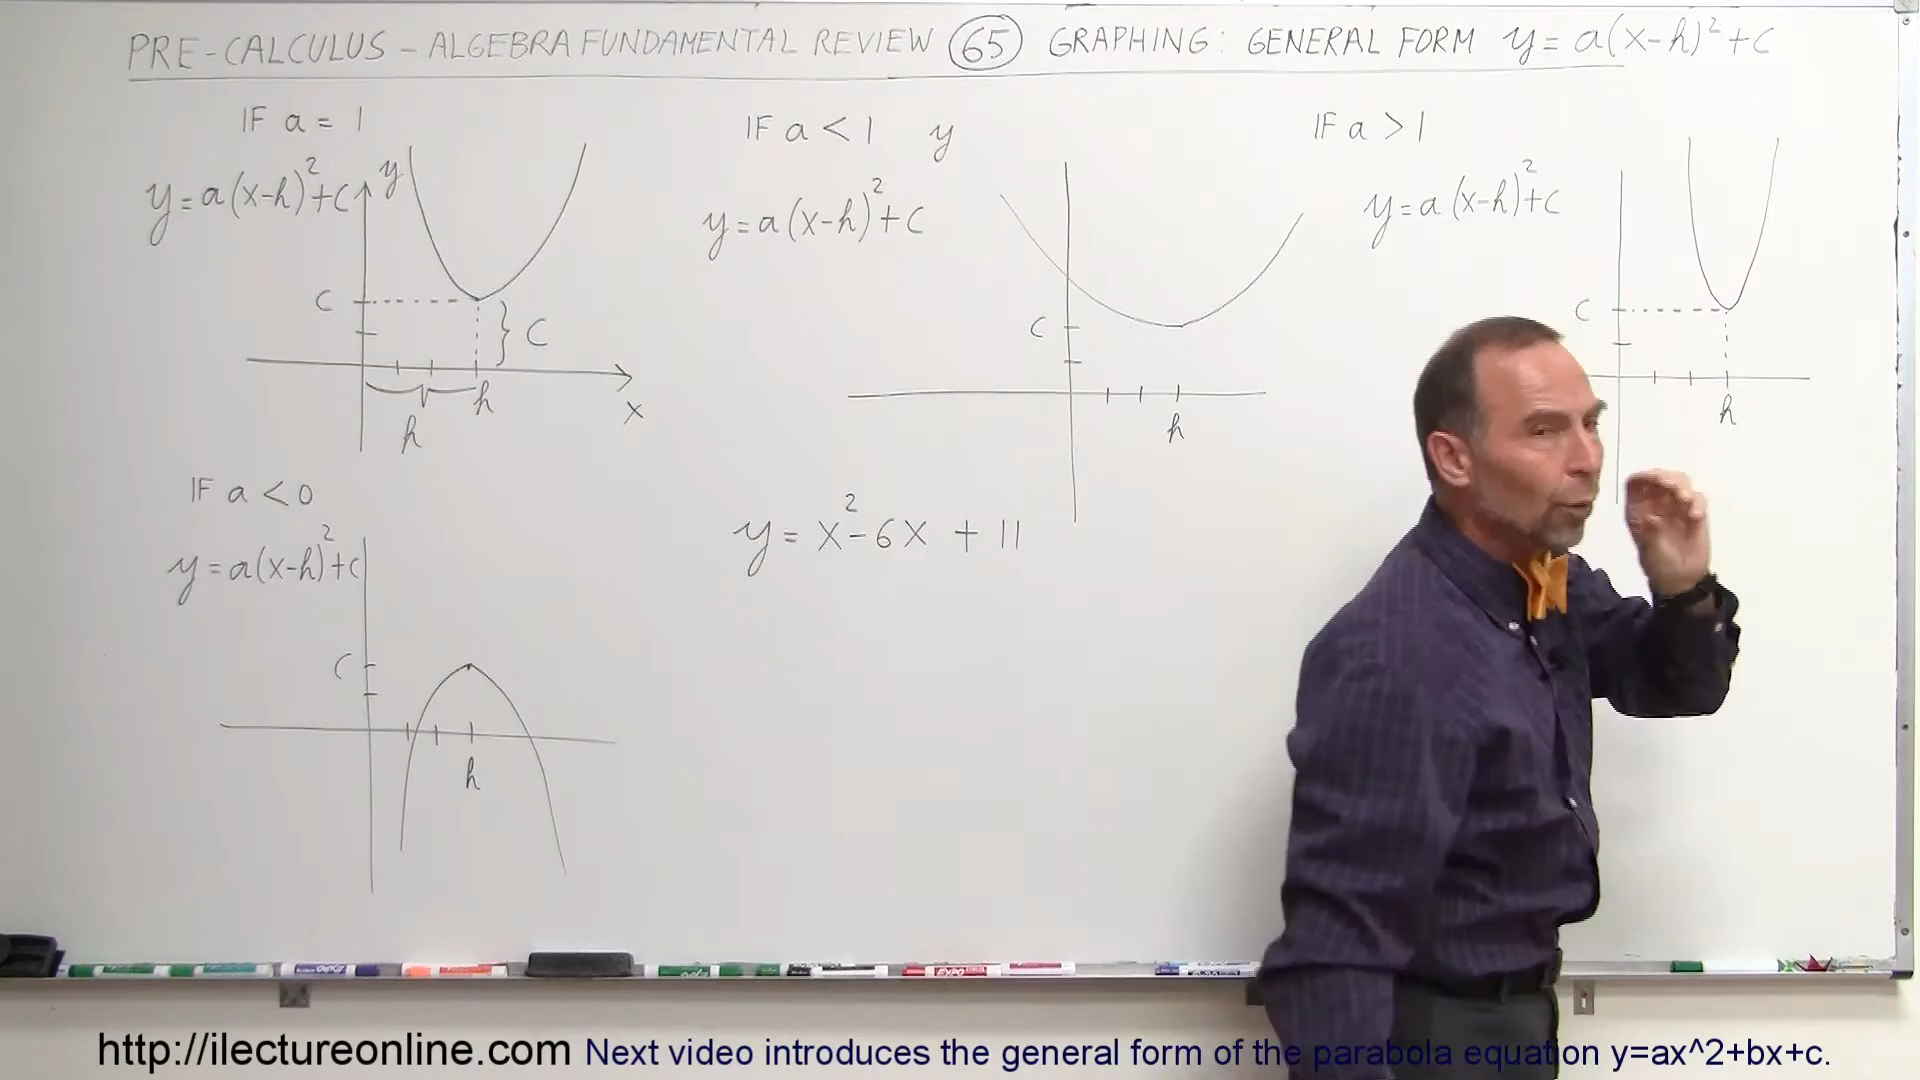 PRE-CALCULUS - ALGEBRA FUNDAMENTAL REVIEW 65 GRAPHING: GENERAL FORM y = a(x-h)²+c
IF a = 1
y = a(x-h)²+c
y
c
c
h
h
x
IF a < 1 y
y = a(x-h)²+c
c
h
IF a > 1
y = a(x-h)²+c
c
h
IF a < 0
y = a(x-h)²+c
c
h
y = x²-6x + 11
EXPO
http://ilectureonline.com Next video introduces the general form of the parabola equation y=ax^2+bx+c.